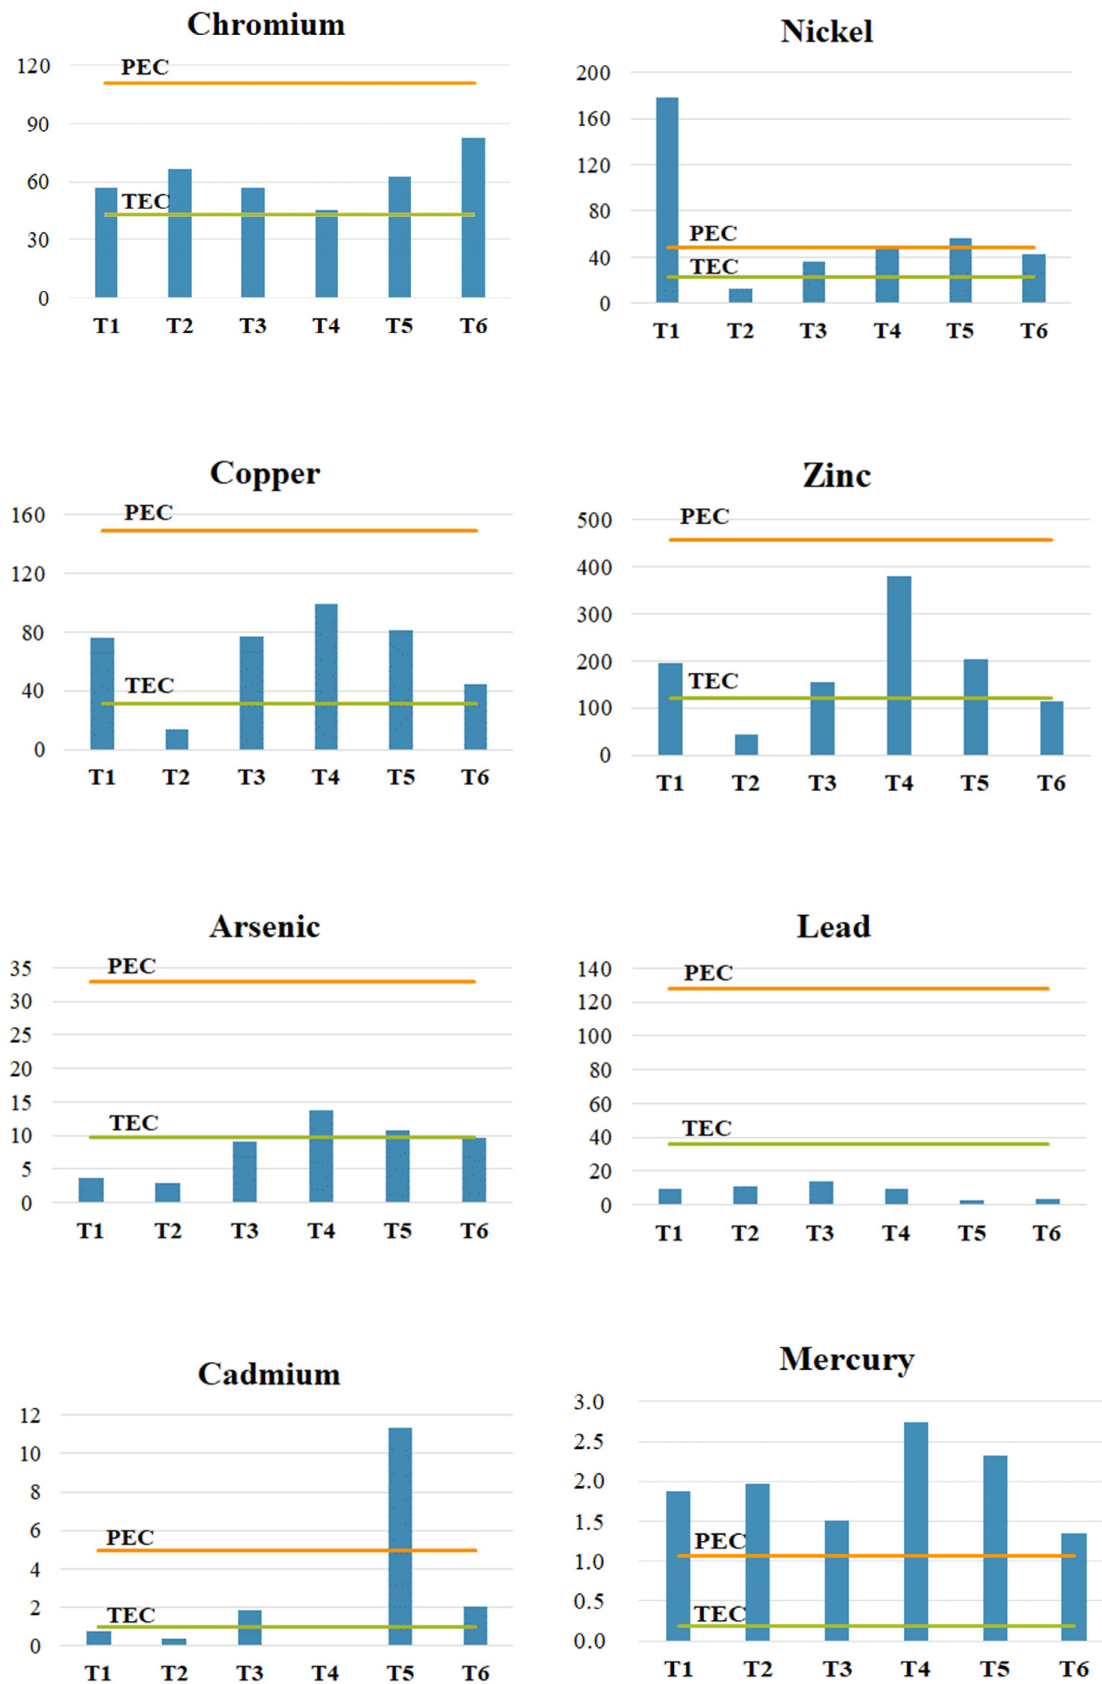 Chromium
120
PEC
90
60
TEC
30
0
T1 T2 T3 T4 T5 T6
Nickel
200
160
120
80
PEC
40
TEC
0
T1 T2 T3 T4 T5 T6
Copper
160
PEC
120
80
40
TEC
0
T1 T2 T3 T4 T5 T6
Zinc
500
PEC
400
300
200
TEC
100
0
T1 T2 T3 T4 T5 T6
Arsenic
35
PEC
30
25
20
15
TEC
10
5
0
T1 T2 T3 T4 T5 T6
Lead
140
PEC
120
100
80
60
TEC
40
20
0
T1 T2 T3 T4 T5 T6
Cadmium
12
10
8
6
PEC
4
2
TEC
0
T1 T2 T3 T4 T5 T6
Mercury
3.0
2.5
2.0
1.5
PEC
1.0
0.5
TEC
0.0
T1 T2 T3 T4 T5 T6